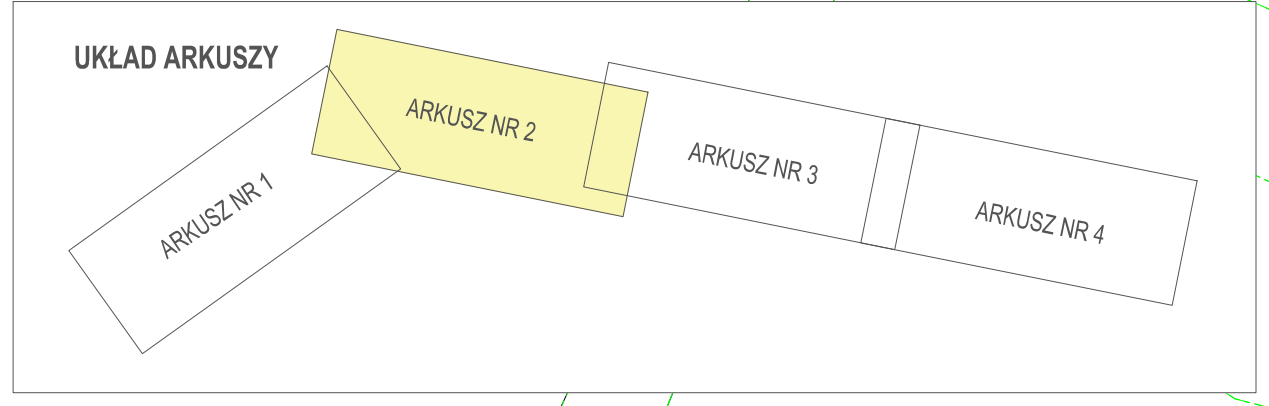 UKŁAD ARKUSZY
ARKUSZ NR 1
ARKUSZ NR 2
ARKUSZ NR 3
ARKUSZ NR 4